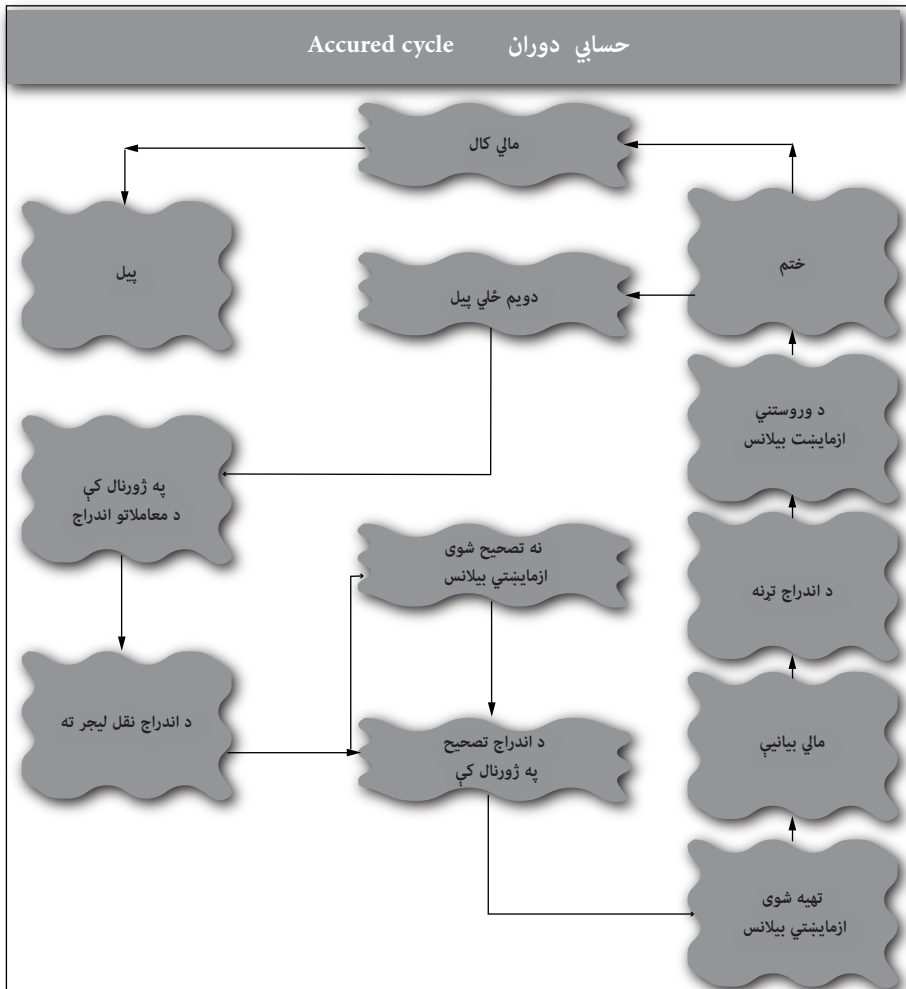 حسابي دوران Accured cycle
مالي کال
پيل
ختم
دويم ځلي پيل
د وروستني
ازمايښت بيلانس
په ژورنال کې
د معاملاتو اندراج
نه تصحيح شوی
ازمايښتي بيلانس
د اندراج تړنه
د اندراج نقل ليجر ته
د اندراج تصحيح
په ژورنال کې
مالي بيانيې
تهيه شوی
ازمايښتي بيلانس